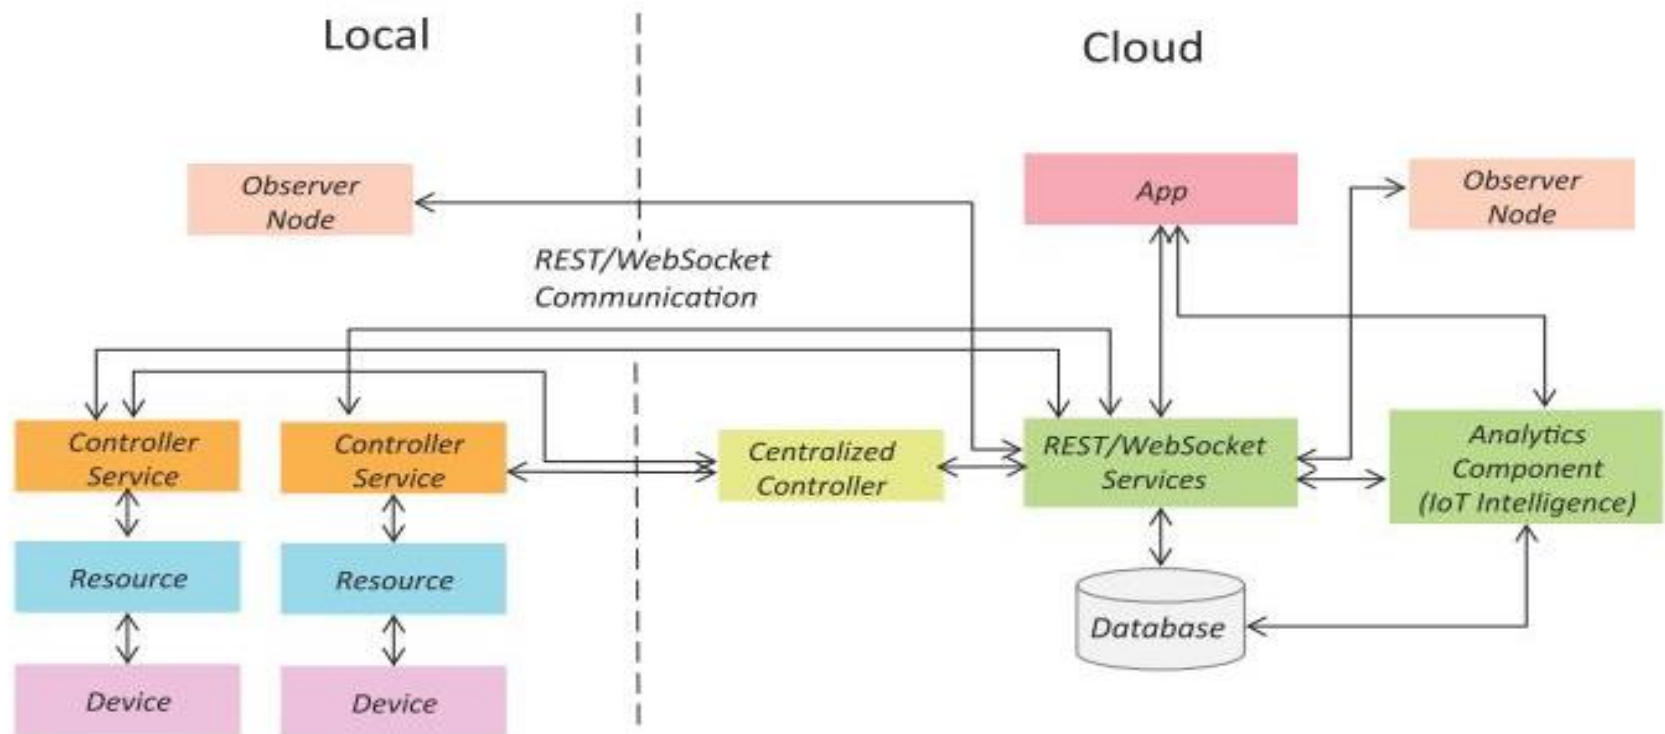 Local
Cloud
Observer
Node
App
Observer
Node
REST/WebSocket
Communication
Controller
Service
Controller
Service
Centralized
Controller
REST/WebSocket
Services
Analytics
Component
(IoT Intelligence)
Resource
Resource
Database
Device
Device